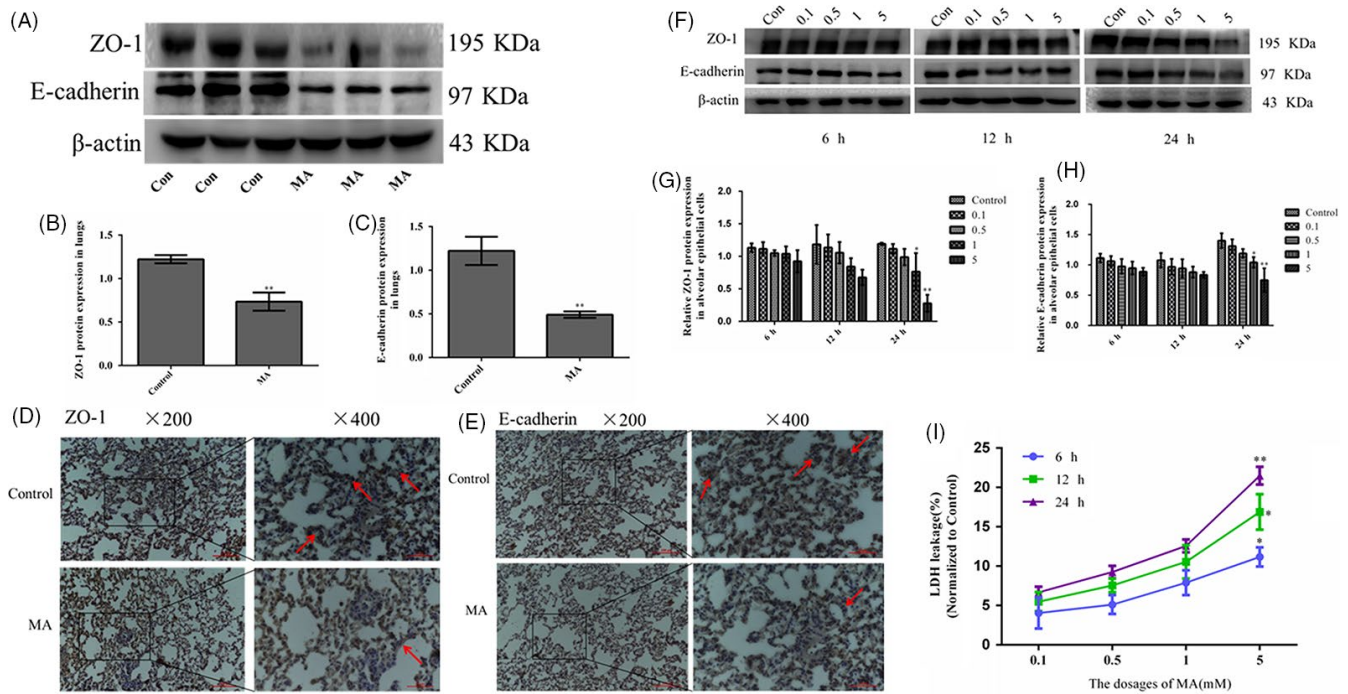 (A)
ZO-1 195 KDa
E-cadherin 97 KDa
β-actin 43 KDa
Con Con Con MA MA MA
(B)
ZO-1 protein expression in lungs
1.5
1.0
0.5
0.0
**
Control MA
(C)
E-cadherin protein expression
in lungs
1.5
1.0
0.5
0.0
**
Control MA
(D) ZO-1 ×200 ×400
Control
MA
(E) E-cadherin ×200 ×400
Control
MA
(F)
Con 0.1 0.5 1 5 Con 0.1 0.5 1 5 Con 0.1 0.5 1 5
ZO-1 195 KDa
E-cadherin 97 KDa
β-actin 43 KDa
6 h 12 h 24 h
(G)
Relative ZO-1 protein expression
in alveolar epithelial cells
2.0
1.5
1.0
0.5
0.0
* **
6 h 12 h 24 h
Control
0.1
0.5
1
5
(H)
Relative E-cadherin protein expression
in alveolar epithelial cells
2.0
1.5
1.0
0.5
0.0
* **
6 h 12 h 24 h
Control
0.1
0.5
1
5
(I)
LDH leakage(%)
(Normalized to Control)
25
20
15
10
5
0
6 h
12 h
24 h
**
*
*
0.1 0.5 1 5
The dosages of MA(mM)